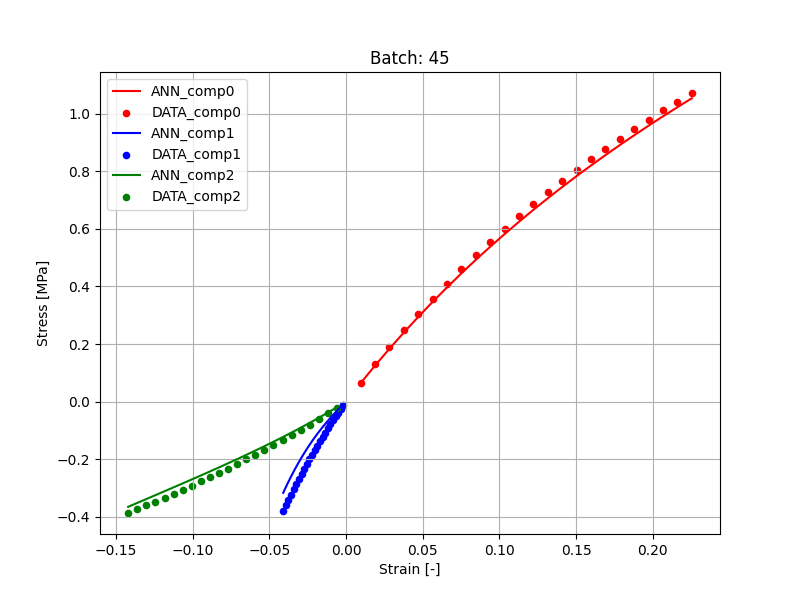 Batch: 45
ANN_comp0
DATA_comp0
ANN_comp1
DATA_comp1
ANN_comp2
DATA_comp2
Stress [MPa]
1.0
0.8
0.6
0.4
0.2
0.0
−0.2
−0.4
−0.15 −0.10 −0.05 0.00 0.05 0.10 0.15 0.20
Strain [-]